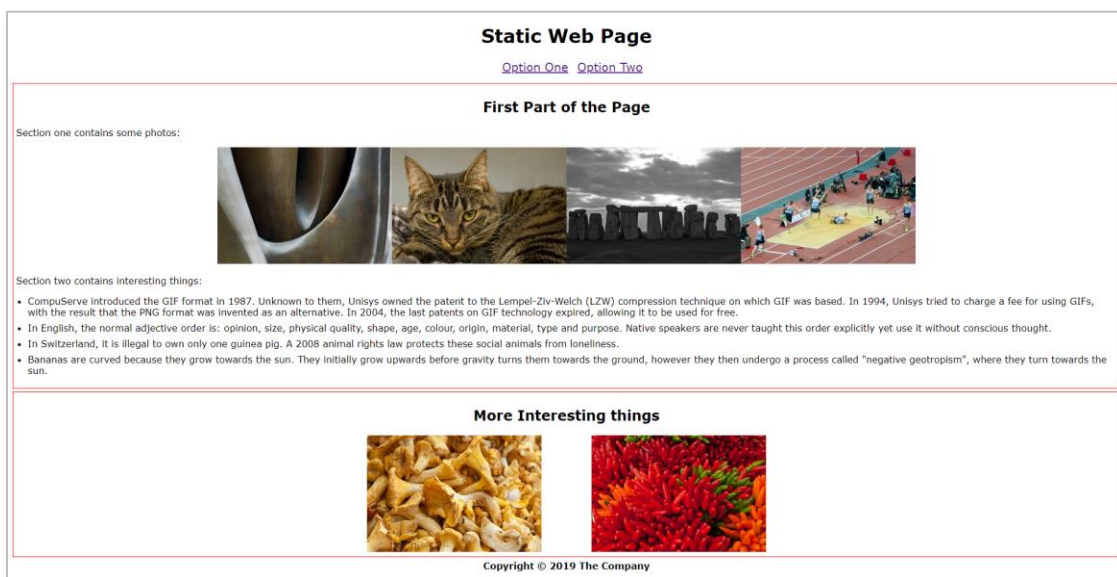 Static Web Page
Option One Option Two
First Part of the Page
Section one contains some photos:
Section two contains interesting things:
• CompuServe introduced the GIF format in 1987. Unknown to them, Unisys owned the patent to the Lempel-Ziv-Welch (LZW) compression technique on which GIF was based. In 1994, Unisys tried to charge a fee for using GIFs,
with the result that the PNG format was invented as an alternative. In 2004, the last patents on GIF technology expired, allowing it to be used for free.
• In English, the normal adjective order is: opinion, size, physical quality, shape, age, colour, origin, material, type and purpose. Native speakers are never taught this order explicitly yet use it without conscious thought.
• In Switzerland, it is illegal to own only one guinea pig. A 2008 animal rights law protects these social animals from loneliness.
• Bananas are curved because they grow towards the sun. They initially grow upwards before gravity turns them towards the ground, however they then undergo a process called "negative geotropism", where they turn towards the
sun.
More Interesting things
Copyright © 2019 The Company